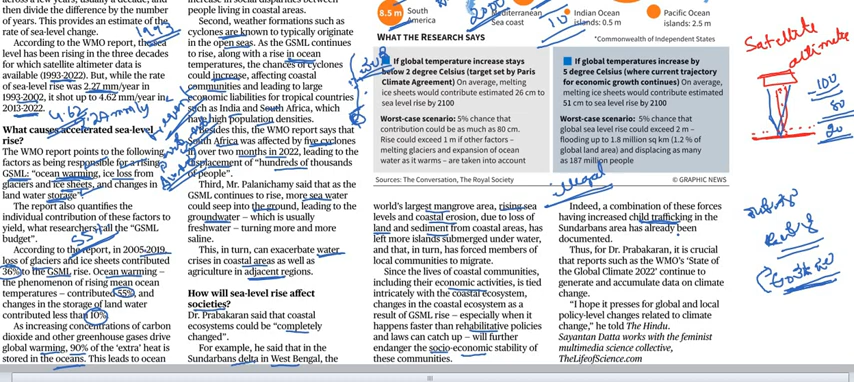 across a few years, usually a decade, and
then divide the difference by the number
of years. This provides an estimate of the
rate of sea-level change.
According to the WMO report, the sea
level has been rising in the three decades
for which satellite altimeter data is
available (1993-2022). But, while the rate
of sea-level rise was 2.27 mm/year in
1993-2002, it shot up to 4.62 mm/year in
2013-2022.
What causes accelerated sea-level
rise?
The WMO report points to the following
factors as being responsible for a rising
GSML: “ocean warming, ice loss from
glaciers and ice sheets, and changes in
land water storage”.
The report also quantifies the
individual contribution of these factors to
yield, what researchers call the “GSML
budget”.
According to the report, in 2005-2019,
loss of glaciers and ice sheets contributed
36% to the GSML rise. Ocean warming –
the phenomenon of rising mean ocean
temperatures – contributed 55%, and
changes in the storage of land water
contributed less than 10%.
As increasing concentrations of carbon
dioxide and other greenhouse gases drive
global warming, 90% of the ‘extra’ heat is
stored in the oceans. This leads to ocean
people living in coastal areas.
Second, weather formations such as
cyclones are known to typically originate
in the open seas. As the GSML continues
to rise, along with a rise in ocean
temperatures, the chances of cyclones
could increase, affecting coastal
communities and leading to large
economic liabilities for tropical countries
such as India and South Africa, which
have high population densities.
Besides this, the WMO report says that
South Africa was affected by five cyclones
in over two months in 2022, leading to the
displacement of “hundreds of thousands
of people”.
Third, Mr. Palanichamy said that as the
GSML continues to rise, more sea water
could seep into the ground, leading to the
groundwater – which is usually
freshwater – turning more and more
saline.
This, in turn, can exacerbate water
crises in coastal areas as well as
agriculture in adjacent regions.
How will sea-level rise affect
societies?
Dr. Prabakaran said that coastal
ecosystems could be “completely
changed”.
For example, he said that in the
Sundarbans delta in West Bengal, the
8.5 m South
America
Mediterranean
Sea coast
Indian Ocean
islands: 0.5 m
Pacific Ocean
islands: 2.5 m
WHAT THE RESEARCH SAYS
*Commonwealth of Independent States
If global temperature increase stays
below 2 degree Celsius (target set by Paris
Climate Agreement) On average, melting
ice sheets would contribute estimated 26 cm to
sea level rise by 2100
Worst-case scenario: 5% chance that
contribution could be as much as 80 cm.
Rise could exceed 1 m if other factors –
melting glaciers and expansion of ocean
water as it warms – are taken into account
If global temperatures increase by
5 degree Celsius (where current trajectory
for economic growth continues) On average,
melting ice sheets would contribute estimated
51 cm to sea level rise by 2100
Worst-case scenario: 5% chance that
global sea level rise could exceed 2 m –
flooding up to 1.8 million sq km (1.2 % of
global land area) and displacing as many
as 187 million people
Sources: The Conversation, The Royal Society
© GRAPHIC NEWS
world’s largest mangrove area, rising sea
levels and coastal erosion, due to loss of
land and sediment from coastal areas, has
left more islands submerged under water,
and that, in turn, has forced members of
local communities to migrate.
Since the lives of coastal communities,
including their economic activities, is tied
intricately with the coastal ecosystem,
changes in the coastal ecosystem as a
result of GSML rise – especially when it
happens faster than rehabilitative policies
and laws can catch up – will further
endanger the socio-economic stability of
these communities.
Indeed, a combination of these forces
having increased child trafficking in the
Sundarbans area has already been
documented.
Thus, for Dr. Prabakaran, it is crucial
that reports such as the WMO’s ‘State of
the Global Climate 2022’ continue to
generate and accumulate data on climate
change.
“I hope it presses for global and local
policy-level changes related to climate
change,” he told The Hindu.
Sayantan Datta works with the feminist
multimedia science collective,
TheLifeofScience.com
1993
4.62
55%
illegal
Satellite
altimete
100
80
20